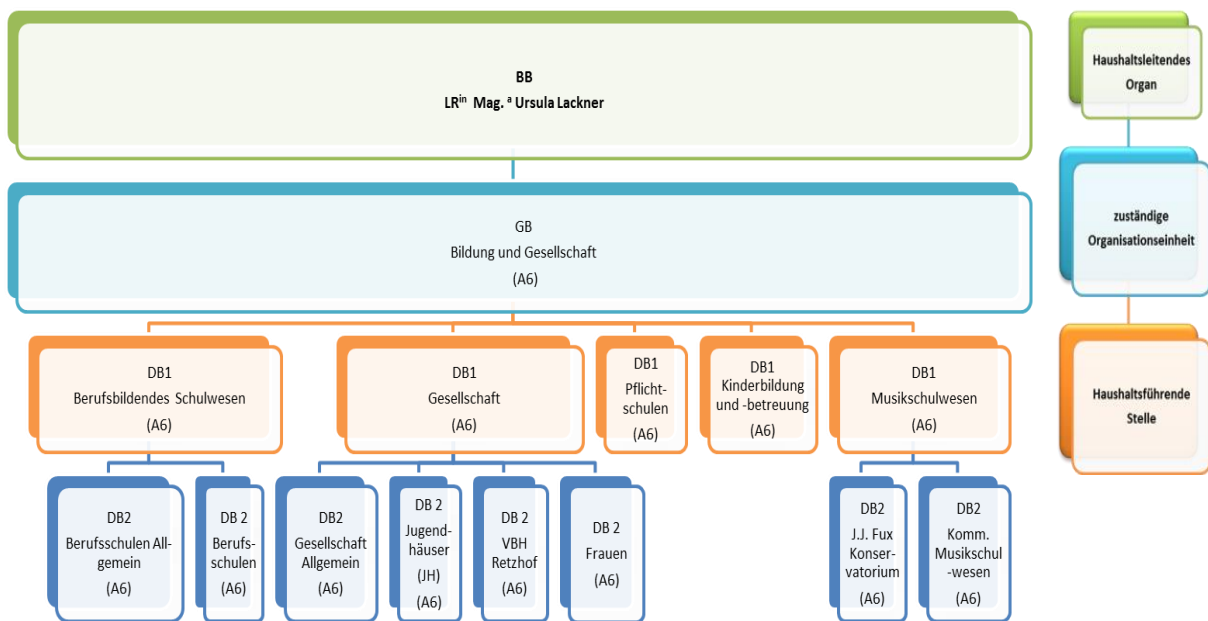 BB
LRin Mag. a Ursula Lackner
Haushaltsleitendes
Organ
GB
Bildung und Gesellschaft
(A6)
zuständige
Organisationseinheit
DB1
Berufsbildendes Schulwesen
(A6)
DB1
Gesellschaft
(A6)
DB1
Pflicht-
schulen
(A6)
DB1
Kinderbildung
und -betreuung
(A6)
DB1
Musikschulwesen
(A6)
Haushaltsführende
Stelle
DB2
Berufsschulen All-
gemein
(A6)
DB 2
Berufs-
schulen
(A6)
DB2
Gesellschaft
Allgemein
(A6)
DB 2
Jugend-
häuser
(JH)
(A6)
DB 2
VBH
Retzhof
(A6)
DB 2
Frauen
(A6)
DB2
J.J. Fux
Konser-
vatorium
(A6)
DB2
Komm.
Musikschul
-wesen
(A6)